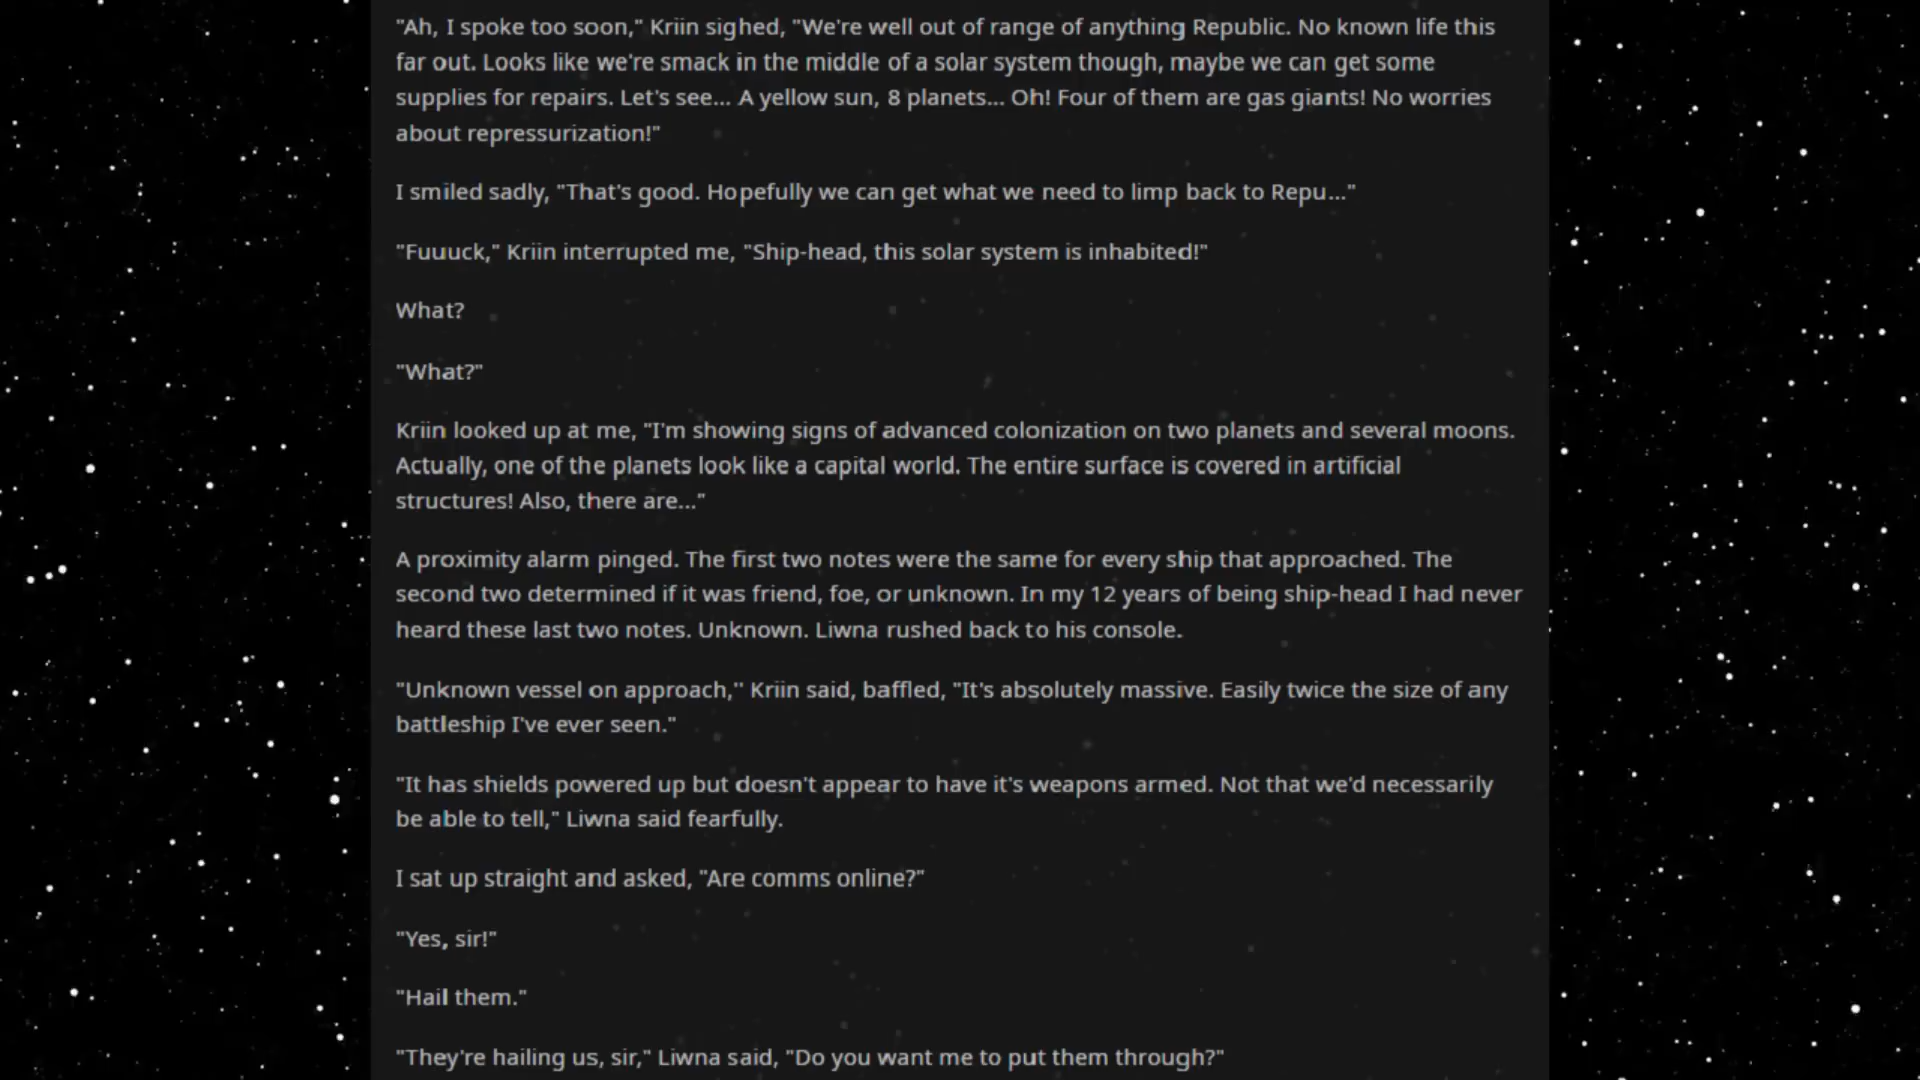 "Ah, I spoke too soon," Kriin sighed, "We're well out of range of anything Republic. No known life this
far out. Looks like we're smack in the middle of a solar system though, maybe we can get some
supplies for repairs. Let's see... A yellow sun, 8 planets... Oh! Four of them are gas giants! No worries
about repressurization!"
I smiled sadly, "That's good. Hopefully we can get what we need to limp back to Repu..."
"Fuuuck," Kriin interrupted me, "Ship-head, this solar system is inhabited!"
What?
"What?"
Kriin looked up at me, "I'm showing signs of advanced colonization on two planets and several moons.
Actually, one of the planets look like a capital world. The entire surface is covered in artificial
structures! Also, there are..."
A proximity alarm pinged. The first two notes were the same for every ship that approached. The
second two determined if it was friend, foe, or unknown. In my 12 years of being ship-head I had never
heard these last two notes. Unknown. Liwna rushed back to his console.
"Unknown vessel on approach,'' Kriin said, baffled, "It's absolutely massive. Easily twice the size of any
battleship I've ever seen."
"It has shields powered up but doesn't appear to have it's weapons armed. Not that we'd necessarily
be able to tell," Liwna said fearfully.
I sat up straight and asked, "Are comms online?"
"Yes, sir!"
"Hail them."
"They're hailing us, sir," Liwna said, "Do you want me to put them through?"